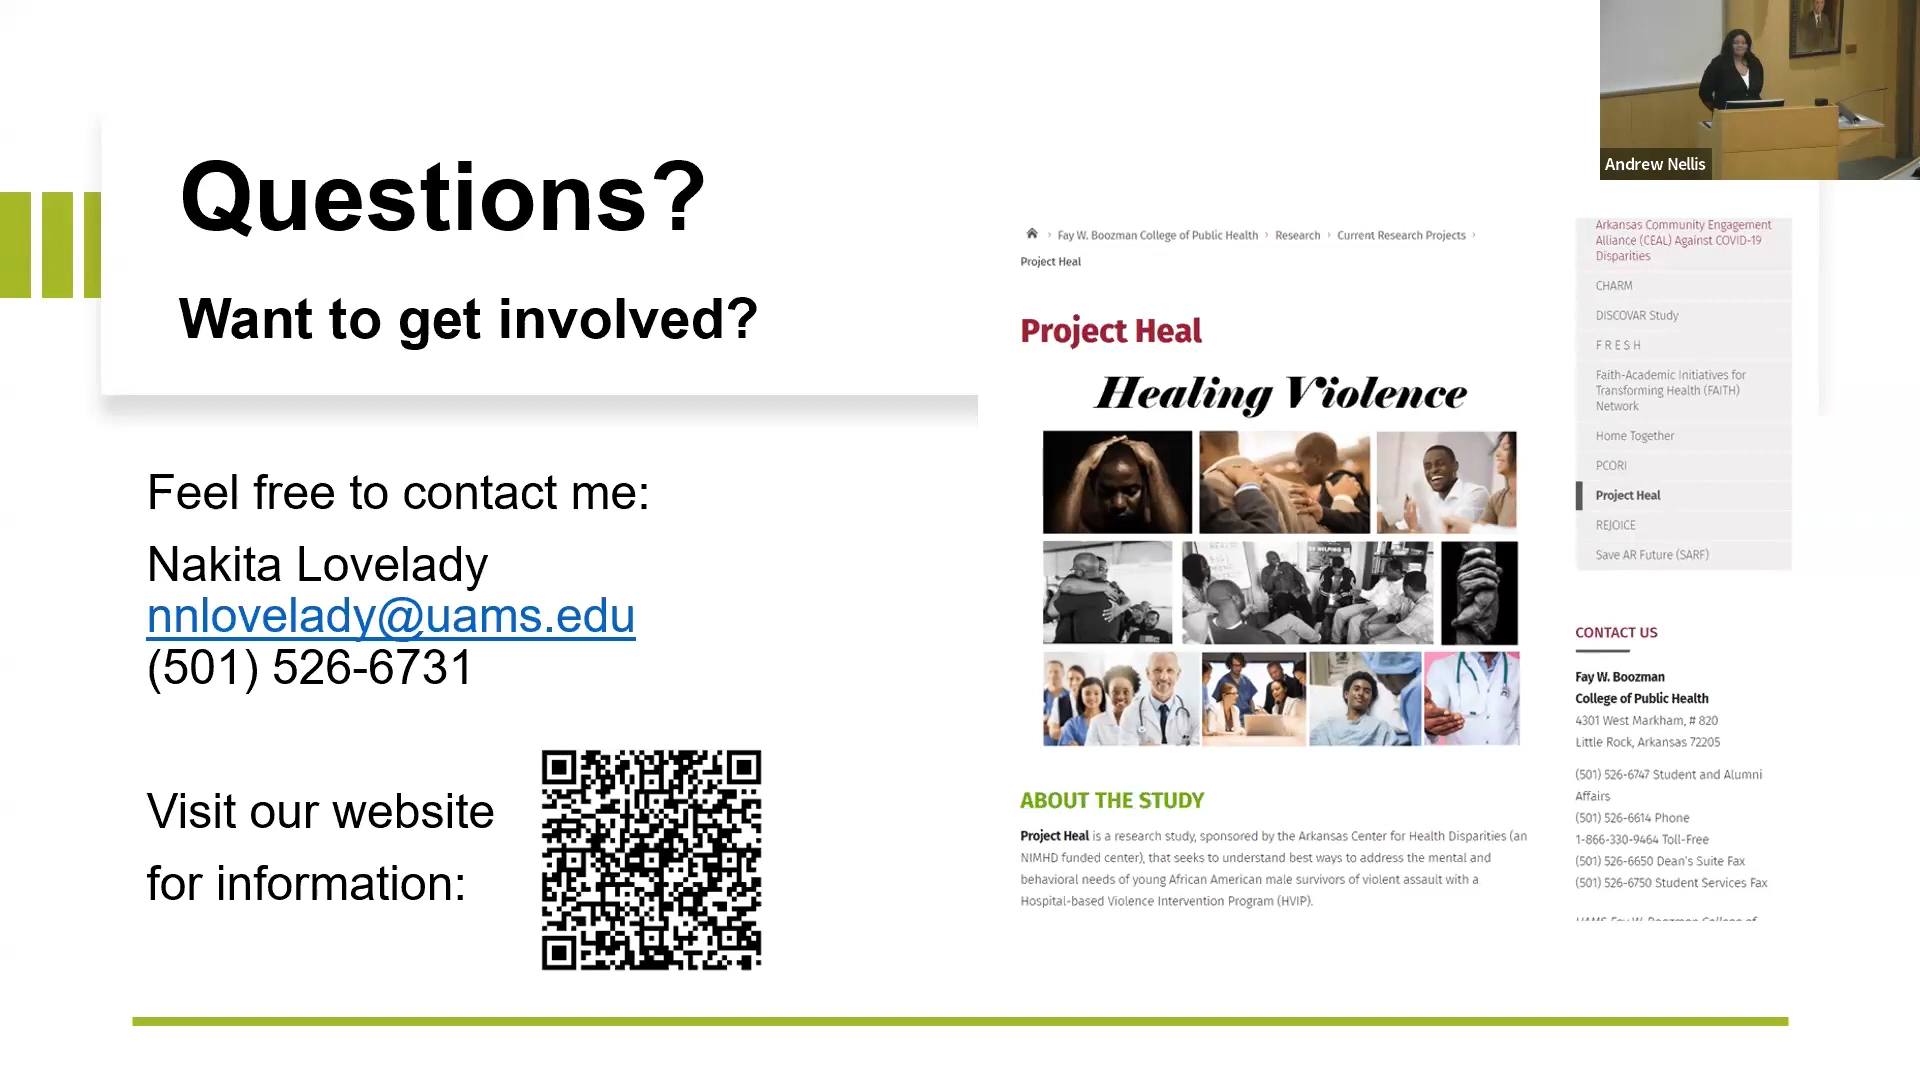 Questions?
Want to get involved?
Feel free to contact me:
Nakita Lovelady
nnlovelady@uams.edu
(501) 526-6731
Visit our website
for information:
Fay W. Boozman College of Public Health › Research › Current Research Projects ›
Project Heal
Project Heal
Healing Violence
ABOUT THE STUDY
Project Heal is a research study, sponsored by the Arkansas Center for Health Disparities (an
NIMHD funded center), that seeks to understand best ways to address the mental and
behavioral needs of young African American male survivors of violent assault with a
Hospital-based Violence Intervention Program (HVIP).
Andrew Nellis
Arkansas Community Engagement
Alliance (CEAL) Against COVID-19
Disparities
CHARM
DISCOVAR Study
F R E S H
Faith-Academic Initiatives for
Transforming Health (FAITH)
Network
Home Together
PCORI
Project Heal
REJOICE
Save AR Future (SARF)
CONTACT US
Fay W. Boozman
College of Public Health
4301 West Markham, # 820
Little Rock, Arkansas 72205
(501) 526-6747 Student and Alumni
Affairs
(501) 526-6614 Phone
1-866-330-9464 Toll-Free
(501) 526-6650 Dean's Suite Fax
(501) 526-6750 Student Services Fax
UAMS Fay W. Boozman College of